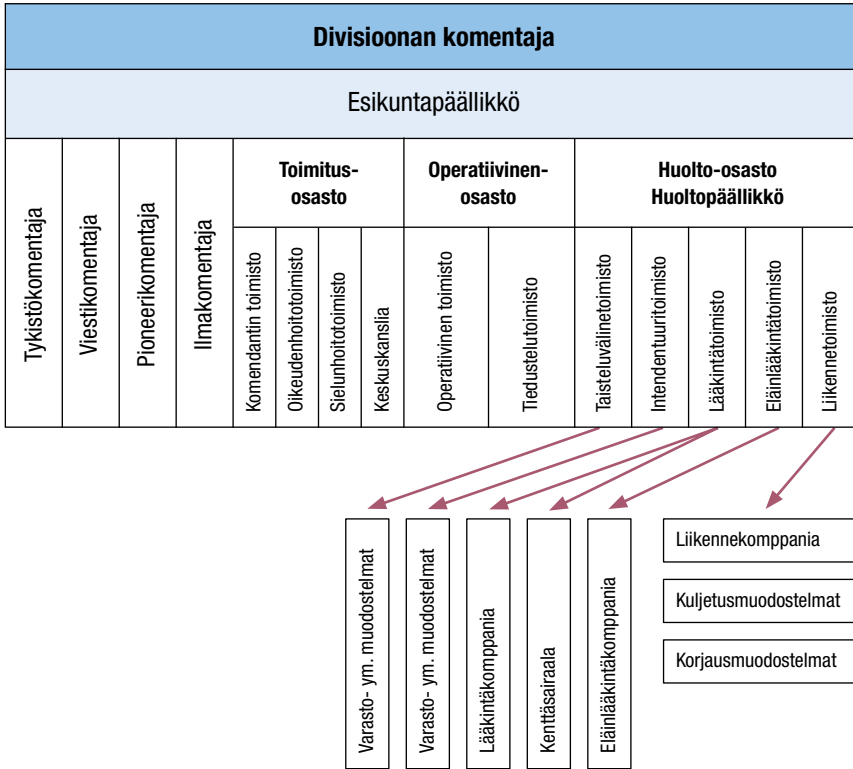 Divisioonan komentaja
Esikuntapäällikkö
Tykistökomentaja
Viestikomentaja
Pioneerikomentaja
Ilmakomentaja
Toimitus-
osasto
Komendantin toimisto
Oikeudenhoitotoimisto
Sielunhoitotoimisto
Keskuskanslia
Operatiivinen-
osasto
Operatiivinen toimisto
Tiedustelutoimisto
Huolto-osasto
Huoltopäällikkö
Taisteluvälinetoimisto
Intendentuuritoimisto
Lääkintätoimisto
Eläinlääkintätoimisto
Liikennetoimisto
Varasto- ym. muodostelmat
Varasto- ym. muodostelmat
Lääkintäkomppania
Kenttäsairaala
Eläinlääkintäkomppania
Liikennekomppania
Kuljetusmuodostelmat
Korjausmuodostelmat